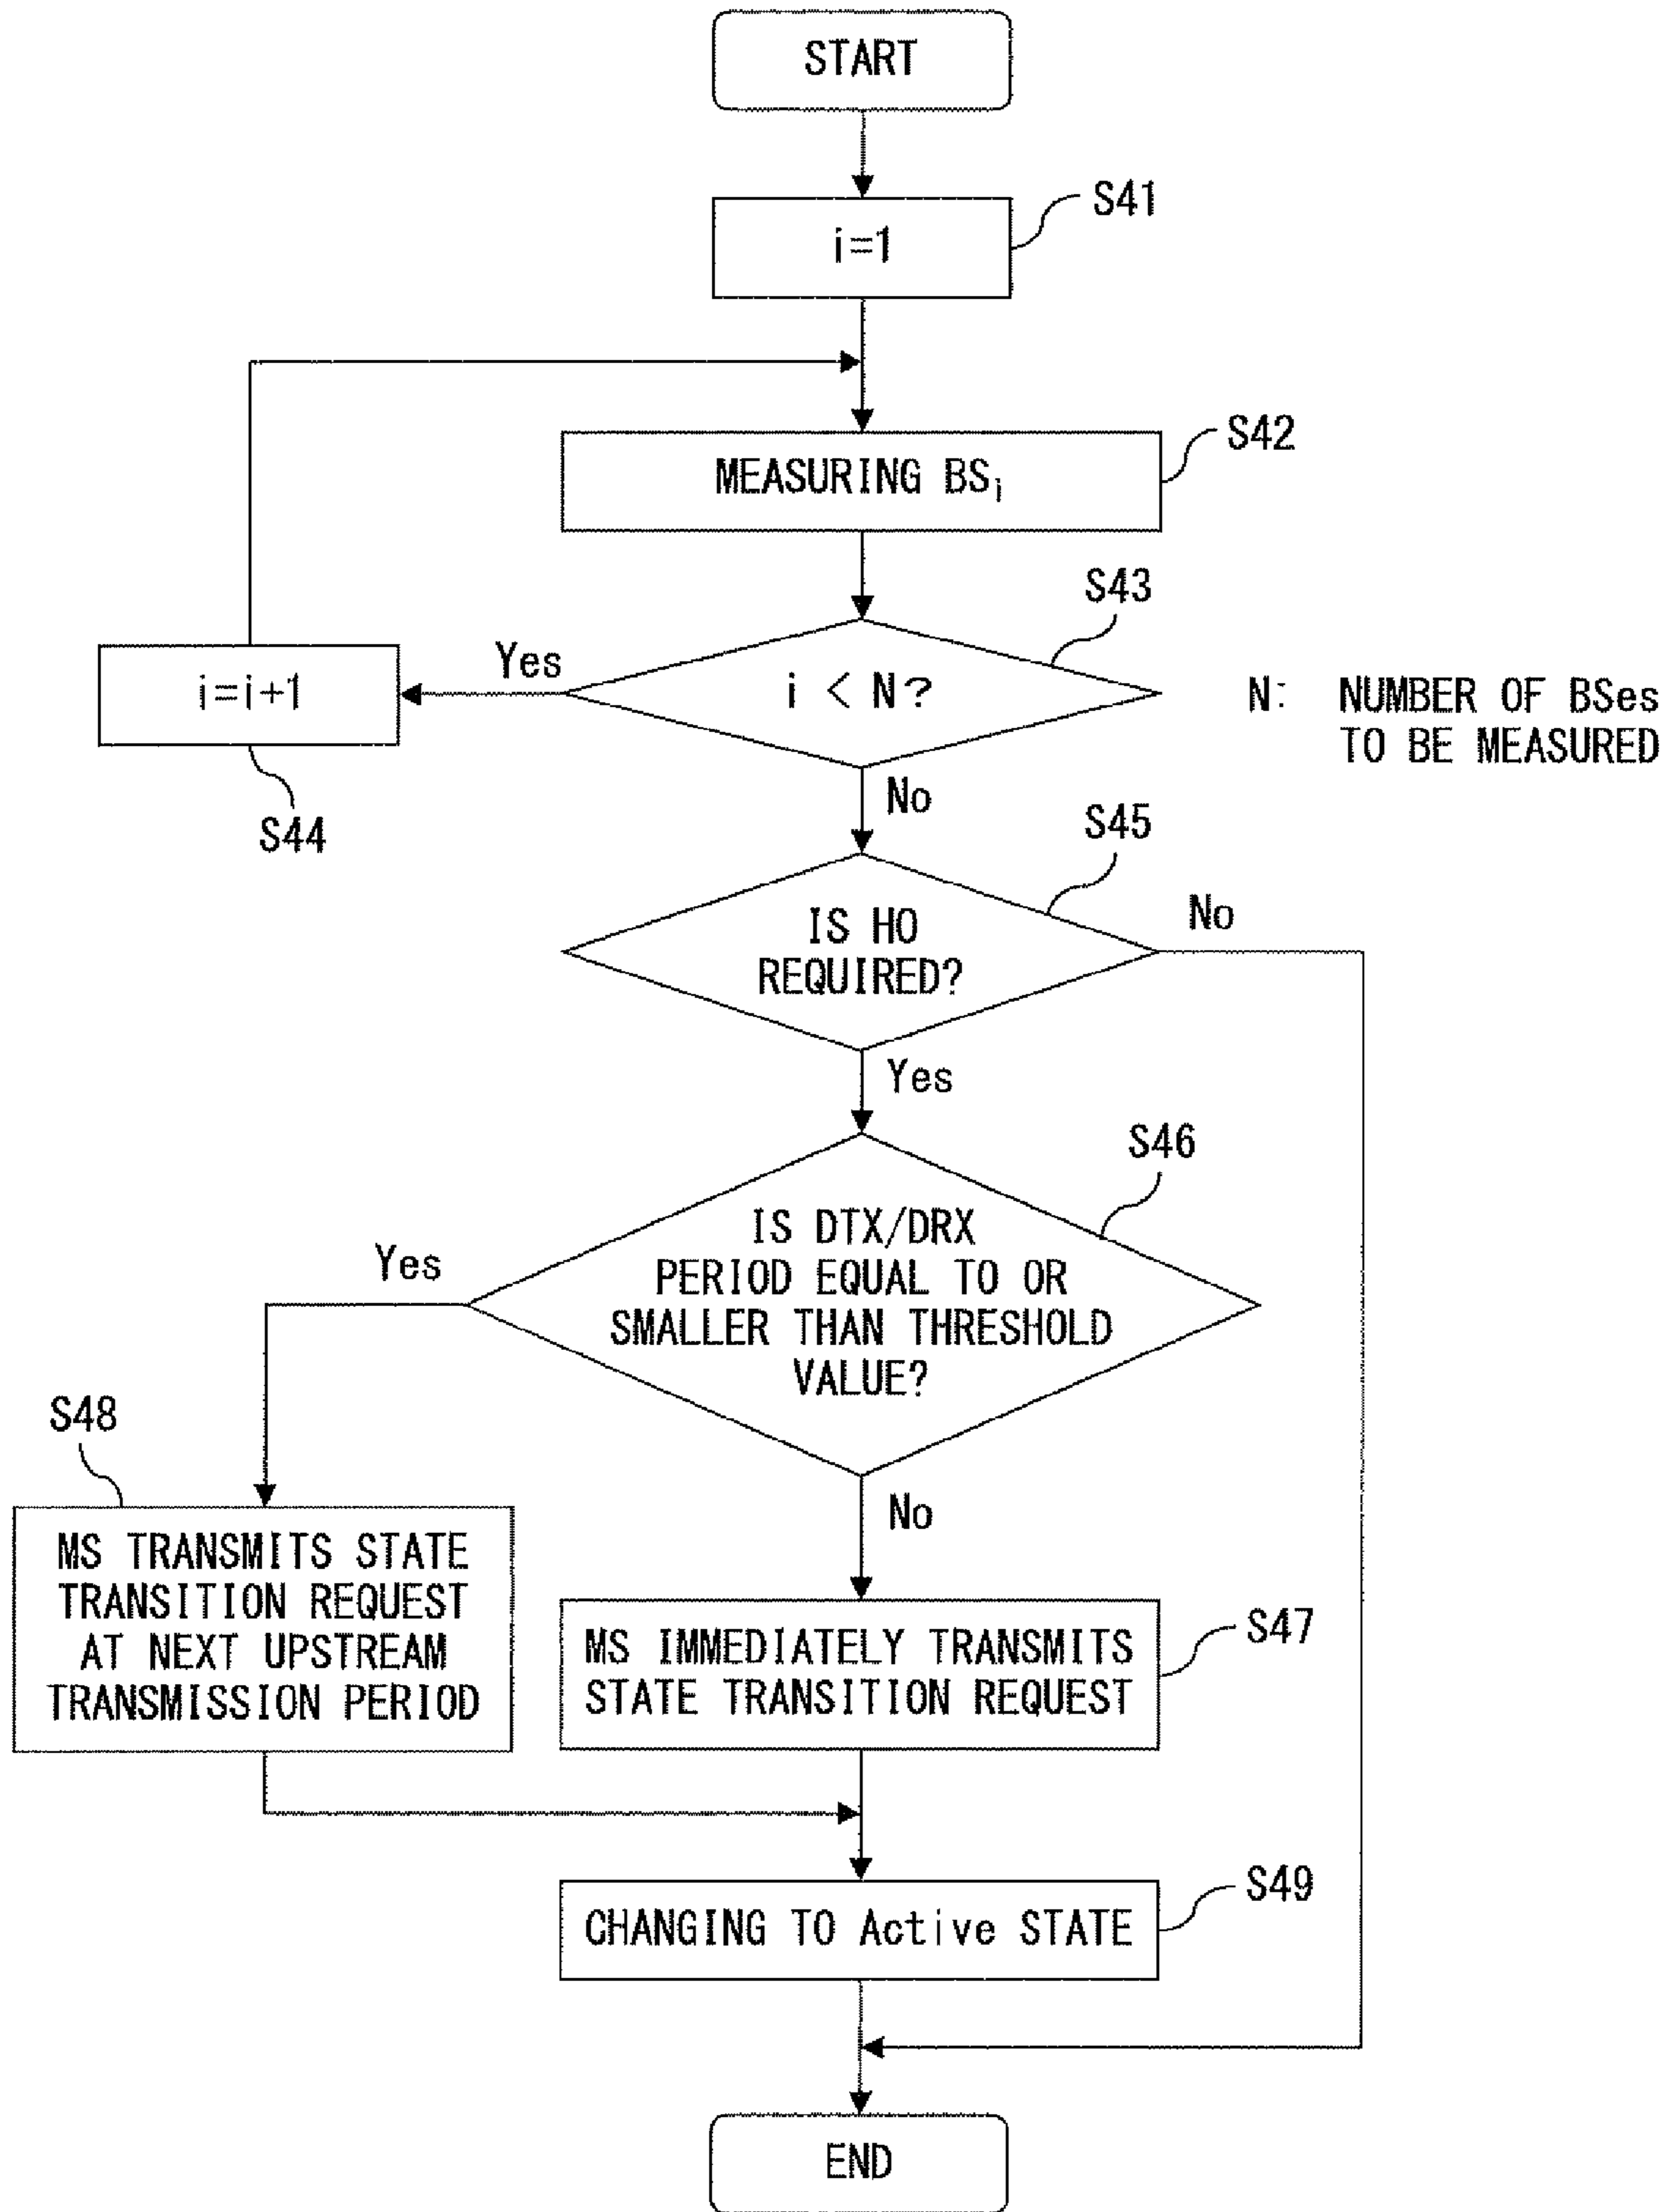 START
S41
i=1
S42
MEASURING BSi
S43
Yes
i < N?
N: NUMBER OF BSes
TO BE MEASURED
i=i+1
S44
No
S45
No
IS HO
REQUIRED?
Yes
S46
Yes
IS DTX/DRX
PERIOD EQUAL TO OR
SMALLER THAN THRESHOLD
VALUE?
S48
No
MS TRANSMITS STATE
TRANSITION REQUEST
AT NEXT UPSTREAM
TRANSMISSION PERIOD
S47
MS IMMEDIATELY TRANSMITS
STATE TRANSITION REQUEST
S49
CHANGING TO Active STATE
END